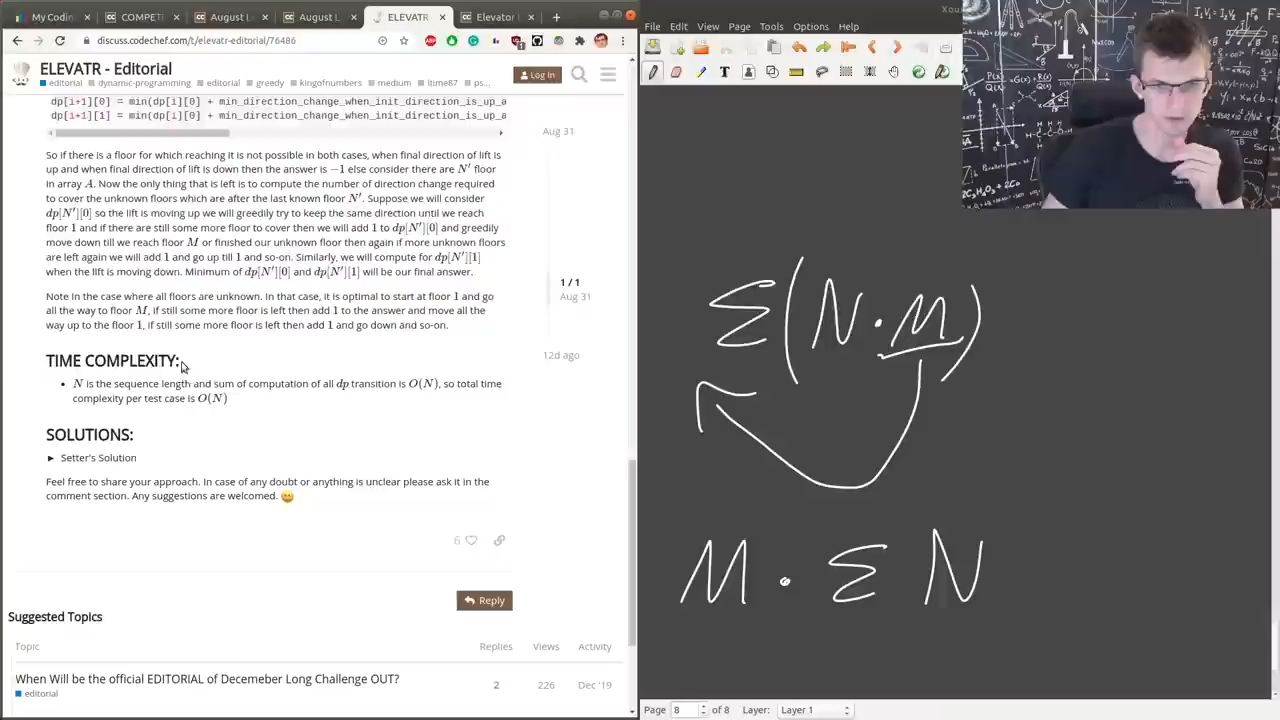 My Codin
COMPETI
August L
August L
ELEVATR
Elevator
discuss.codechef.com/t/elevatr-editorial/76486
ELEVATR - Editorial
Log In
editorial dynamic-programming editorial greedy kingofnumbers medium ltime87 ps...
dp[i+1][0] = min(dp[i][0] + min_direction_change_when_init_direction_is_up_a
dp[i+1][1] = min(dp[i][0] + min_direction_change_when_init_direction_is_up_a
Aug 31
So if there is a floor for which reaching it is not possible in both cases, when final direction of lift is
up and when final direction of lift is down then the answer is −1 else consider there are N' floor
in array A. Now the only thing that is left is to compute the number of direction change required
to cover the unknown floors which are after the last known floor N'. Suppose we will consider
dp[N'][0] so the lift is moving up we will greedily try to keep the same direction until we reach
floor 1 and if there are still some more floor to cover then we will add 1 to dp[N'][0] and greedily
move down till we reach floor M or finished our unknown floor then again if more unknown floors
are left again we will add 1 and go up till 1 and so-on. Similarly, we will compute for dp[N'][1]
when the lift is moving down. Minimum of dp[N'][0] and dp[N'][1] will be our final answer.
1 / 1
Aug 31
Note in the case where all floors are unknown. In that case, it is optimal to start at floor 1 and go
all the way to floor M, if still some more floor is left then add 1 to the answer and move all the
way up to the floor 1, if still some more floor is left then add 1 and go down and so-on.
12d ago
TIME COMPLEXITY:
• N is the sequence length and sum of computation of all dp transition is O(N), so total time
complexity per test case is O(N)
SOLUTIONS:
► Setter's Solution
Feel free to share your approach. In case of any doubt or anything is unclear please ask it in the
comment section. Any suggestions are welcomed. 😀
6
Reply
Suggested Topics
Topic Replies Views Activity
When Will be the official EDITORIAL of Decemeber Long Challenge OUT? 2 226 Dec '19
editorial
Xou
File Edit View Page Tools Options Help
Σ(N·M)
M · Σ N
Page 8 of 8 Layer: Layer 1